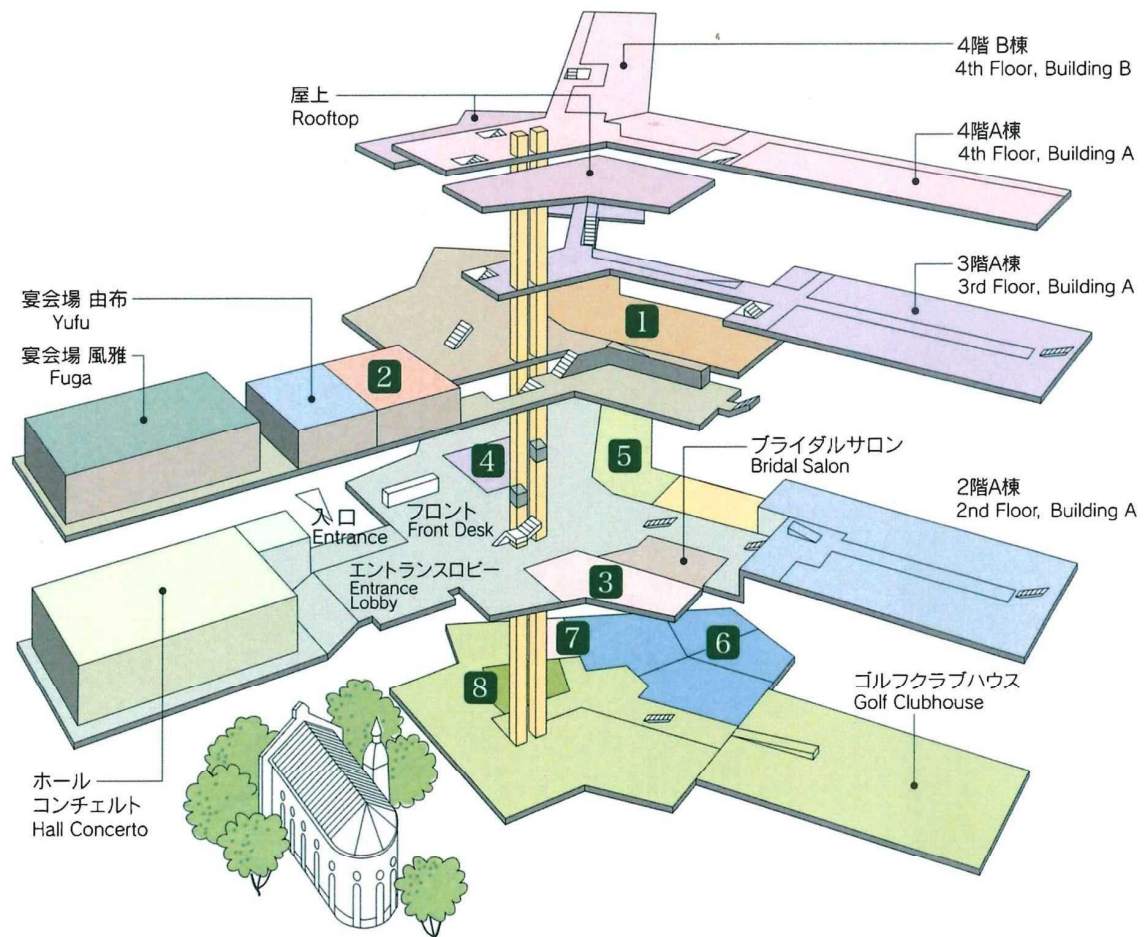 4階 B棟
4th Floor, Building B
屋上
Rooftop
4階A棟
4th Floor, Building A
3階A棟
3rd Floor, Building A
宴会場 由布
Yufu
宴会場 風雅
Fuga
1
2
4
5
ブライダルサロン
Bridal Salon
2階A棟
2nd Floor, Building A
入口
Entrance
フロント
Front Desk
エントランスロビー
Entrance
Lobby
3
7
6
8
ゴルフクラブハウス
Golf Clubhouse
ホール
コンチェルト
Hall Concerto